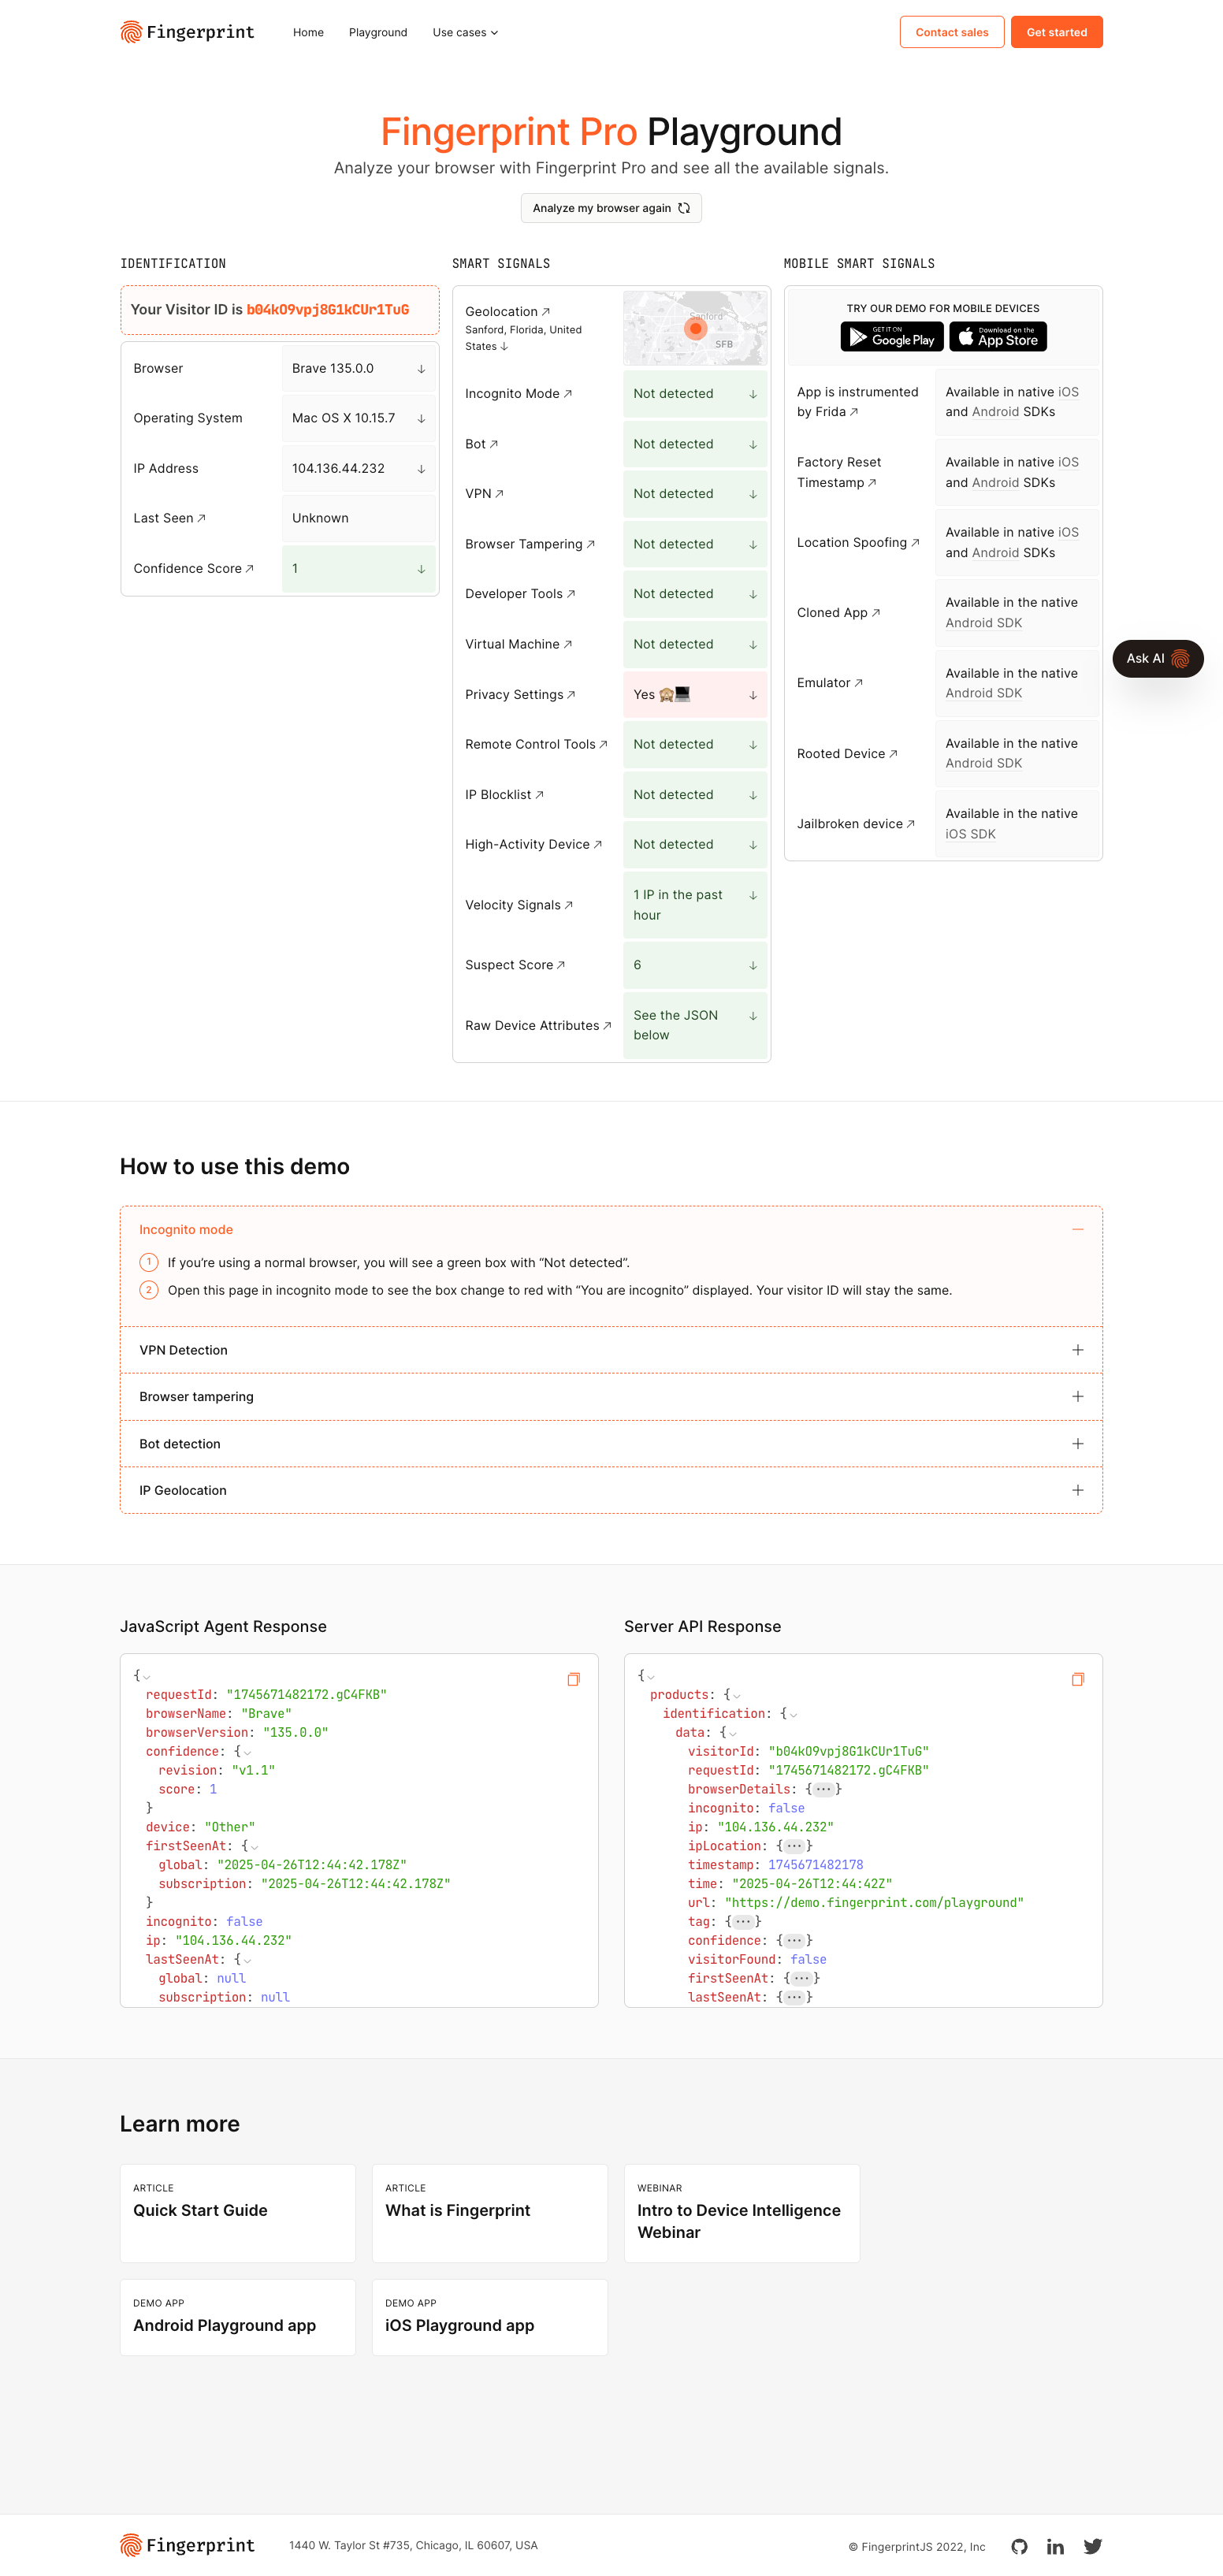 Fingerprint
Home
Playground
Use cases
Contact sales
Get started
Fingerprint Pro Playground
Analyze your browser with Fingerprint Pro and see all the available signals.
Analyze my browser again
IDENTIFICATION
Your Visitor ID is b04kO9vpj8G1kCUr1TuG
Browser
Brave 135.0.0
Operating System
Mac OS X 10.15.7
IP Address
104.136.44.232
Last Seen
Unknown
Confidence Score
1
SMART SIGNALS
Geolocation
Sanford, Florida, United
States
Sanford
SFB
Incognito Mode
Not detected
Bot
Not detected
VPN
Not detected
Browser Tampering
Not detected
Developer Tools
Not detected
Virtual Machine
Not detected
Privacy Settings
Yes 🙈💻
Remote Control Tools
Not detected
IP Blocklist
Not detected
High-Activity Device
Not detected
Velocity Signals
1 IP in the past
hour
Suspect Score
6
Raw Device Attributes
See the JSON
below
MOBILE SMART SIGNALS
TRY OUR DEMO FOR MOBILE DEVICES
GET IT ON
Google Play
Download on the
App Store
App is instrumented
by Frida
Available in native iOS
and Android SDKs
Factory Reset
Timestamp
Available in native iOS
and Android SDKs
Location Spoofing
Available in native iOS
and Android SDKs
Cloned App
Available in the native
Android SDK
Emulator
Available in the native
Android SDK
Rooted Device
Available in the native
Android SDK
Jailbroken device
Available in the native
iOS SDK
Ask AI
How to use this demo
Incognito mode
1 If you’re using a normal browser, you will see a green box with “Not detected”.
2 Open this page in incognito mode to see the box change to red with “You are incognito” displayed. Your visitor ID will stay the same.
VPN Detection
Browser tampering
Bot detection
IP Geolocation
JavaScript Agent Response
{
requestId: "1745671482172.gC4FKB"
browserName: "Brave"
browserVersion: "135.0.0"
confidence: {
revision: "v1.1"
score: 1
}
device: "Other"
firstSeenAt: {
global: "2025-04-26T12:44:42.178Z"
subscription: "2025-04-26T12:44:42.178Z"
}
incognito: false
ip: "104.136.44.232"
lastSeenAt: {
global: null
subscription: null
Server API Response
{
products: {
identification: {
data: {
visitorId: "b04kO9vpj8G1kCUr1TuG"
requestId: "1745671482172.gC4FKB"
browserDetails: {···}
incognito: false
ip: "104.136.44.232"
ipLocation: {···}
timestamp: 1745671482178
time: "2025-04-26T12:44:42Z"
url: "https://demo.fingerprint.com/playground"
tag: {···}
confidence: {···}
visitorFound: false
firstSeenAt: {···}
lastSeenAt: {···}
Learn more
ARTICLE
Quick Start Guide
ARTICLE
What is Fingerprint
WEBINAR
Intro to Device Intelligence
Webinar
DEMO APP
Android Playground app
DEMO APP
iOS Playground app
Fingerprint
1440 W. Taylor St #735, Chicago, IL 60607, USA
© FingerprintJS 2022, Inc